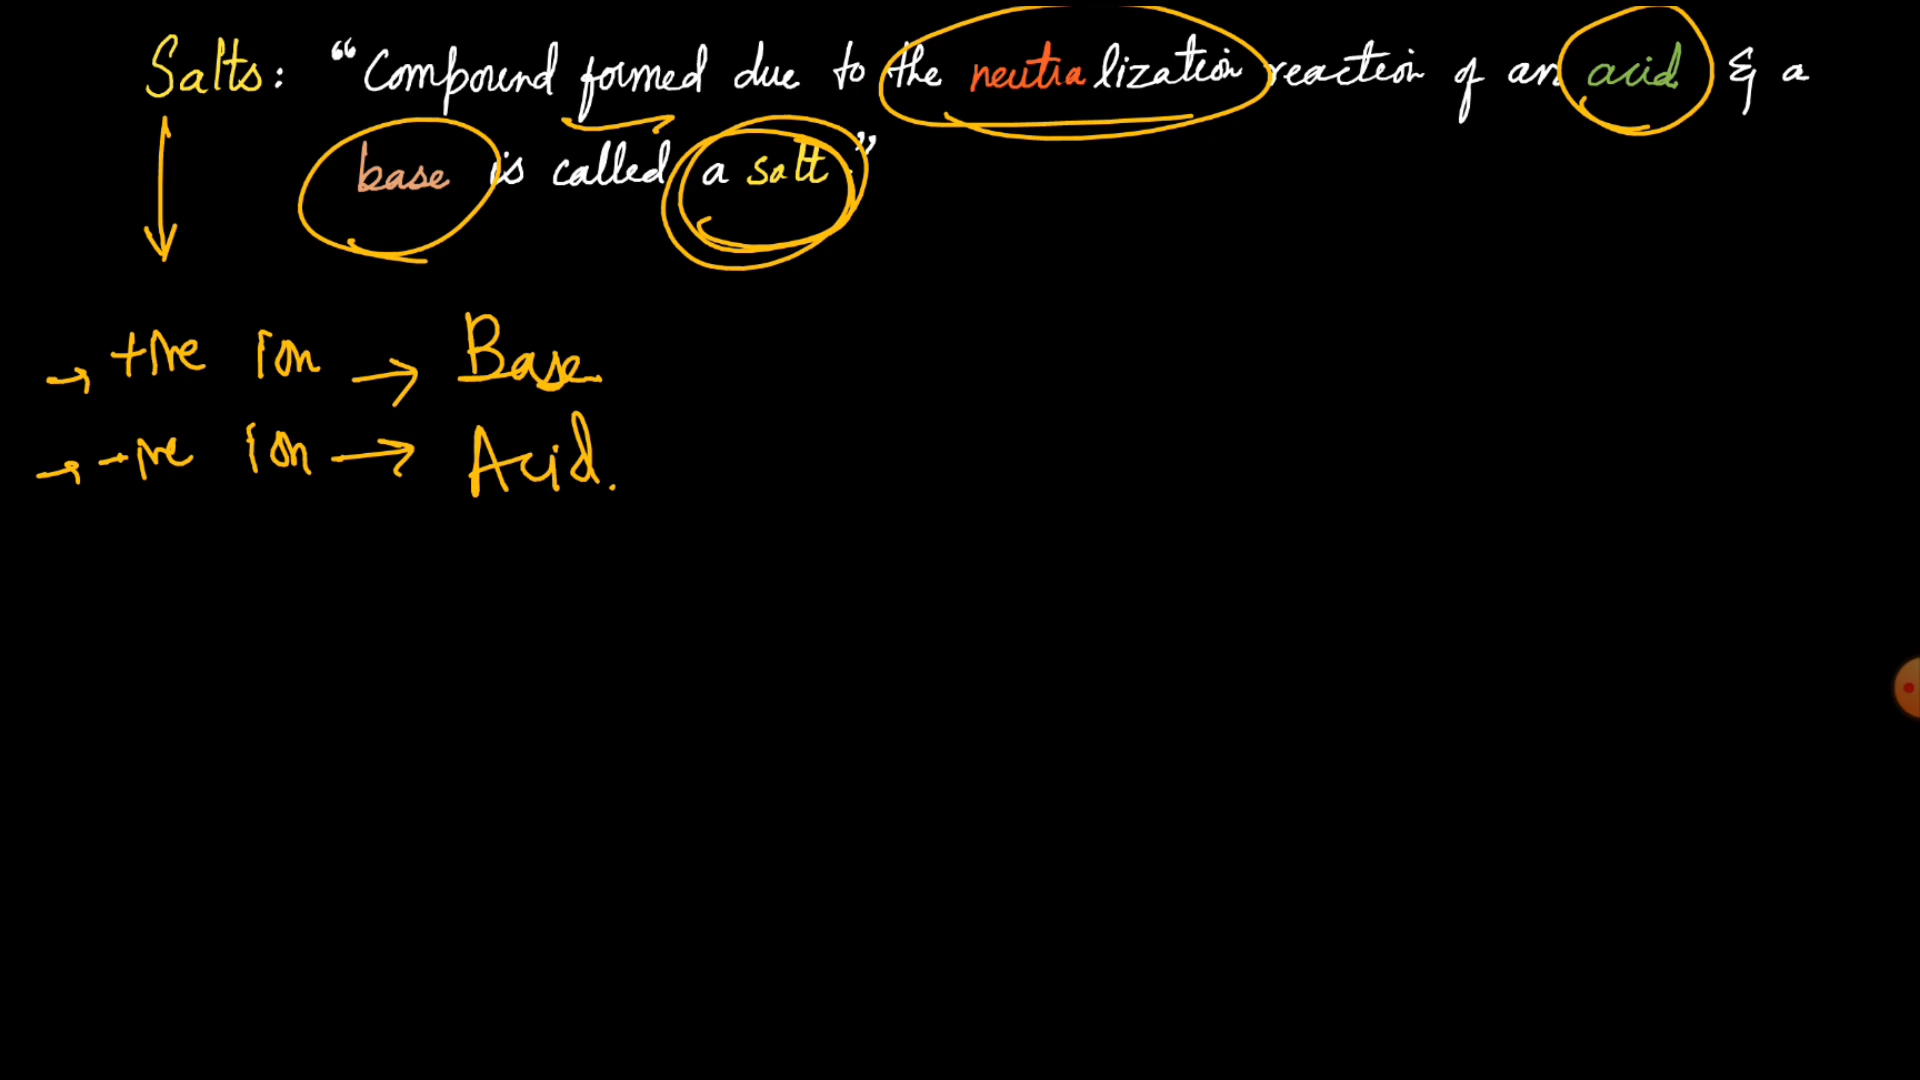 Salts: "Compound formed due to the neutralization reaction of an acid & a
base is called a salt."
→ +ve ion → Base
→ -ve ion → Acid.